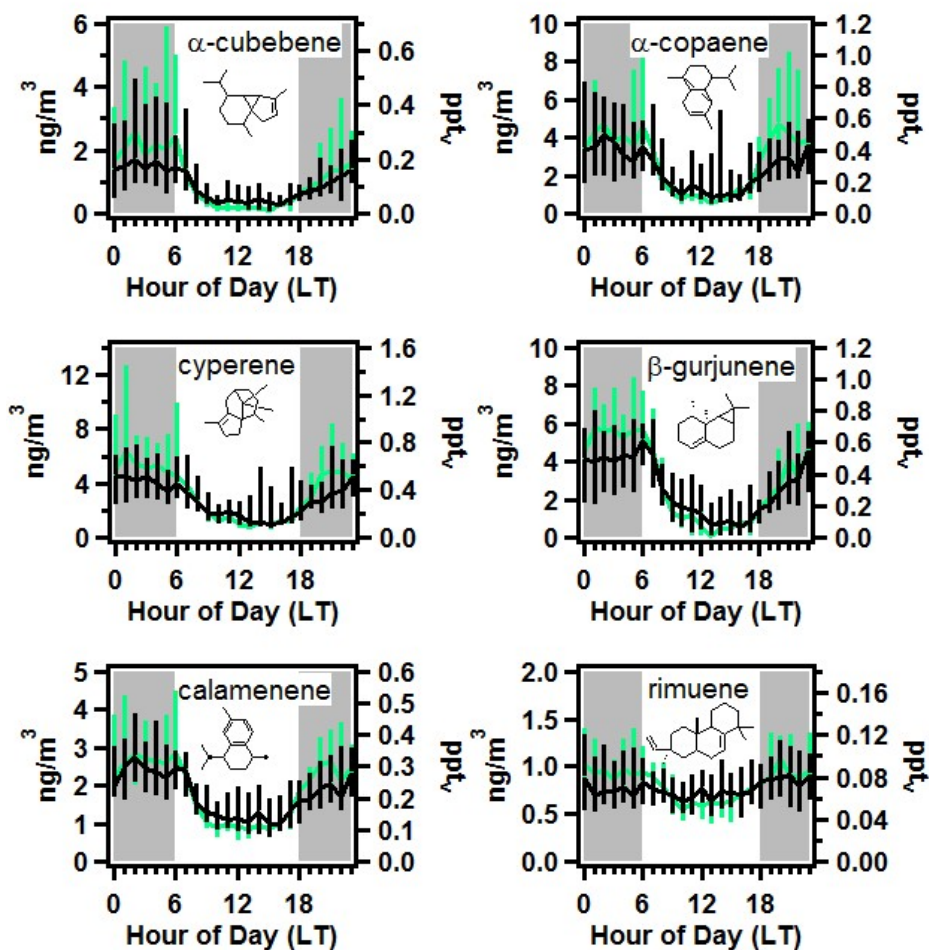 α-cubebene
ng/m³
6
4
2
0
pptᵥ
0.6
0.4
0.2
0.0
0 6 12 18
Hour of Day (LT)
α-copaene
ng/m³
10
8
6
4
2
0
pptᵥ
1.2
1.0
0.8
0.6
0.4
0.2
0.0
0 6 12 18
Hour of Day (LT)
cyperene
ng/m³
12
8
4
0
pptᵥ
1.6
1.2
0.8
0.4
0.0
0 6 12 18
Hour of Day (LT)
β-gurjunene
ng/m³
10
8
6
4
2
0
pptᵥ
1.2
1.0
0.8
0.6
0.4
0.2
0.0
0 6 12 18
Hour of Day (LT)
calamenene
ng/m³
5
4
3
2
1
0
pptᵥ
0.6
0.5
0.4
0.3
0.2
0.1
0.0
0 6 12 18
Hour of Day (LT)
rimuene
ng/m³
2.0
1.5
1.0
0.5
0.0
pptᵥ
0.16
0.12
0.08
0.04
0.00
0 6 12 18
Hour of Day (LT)